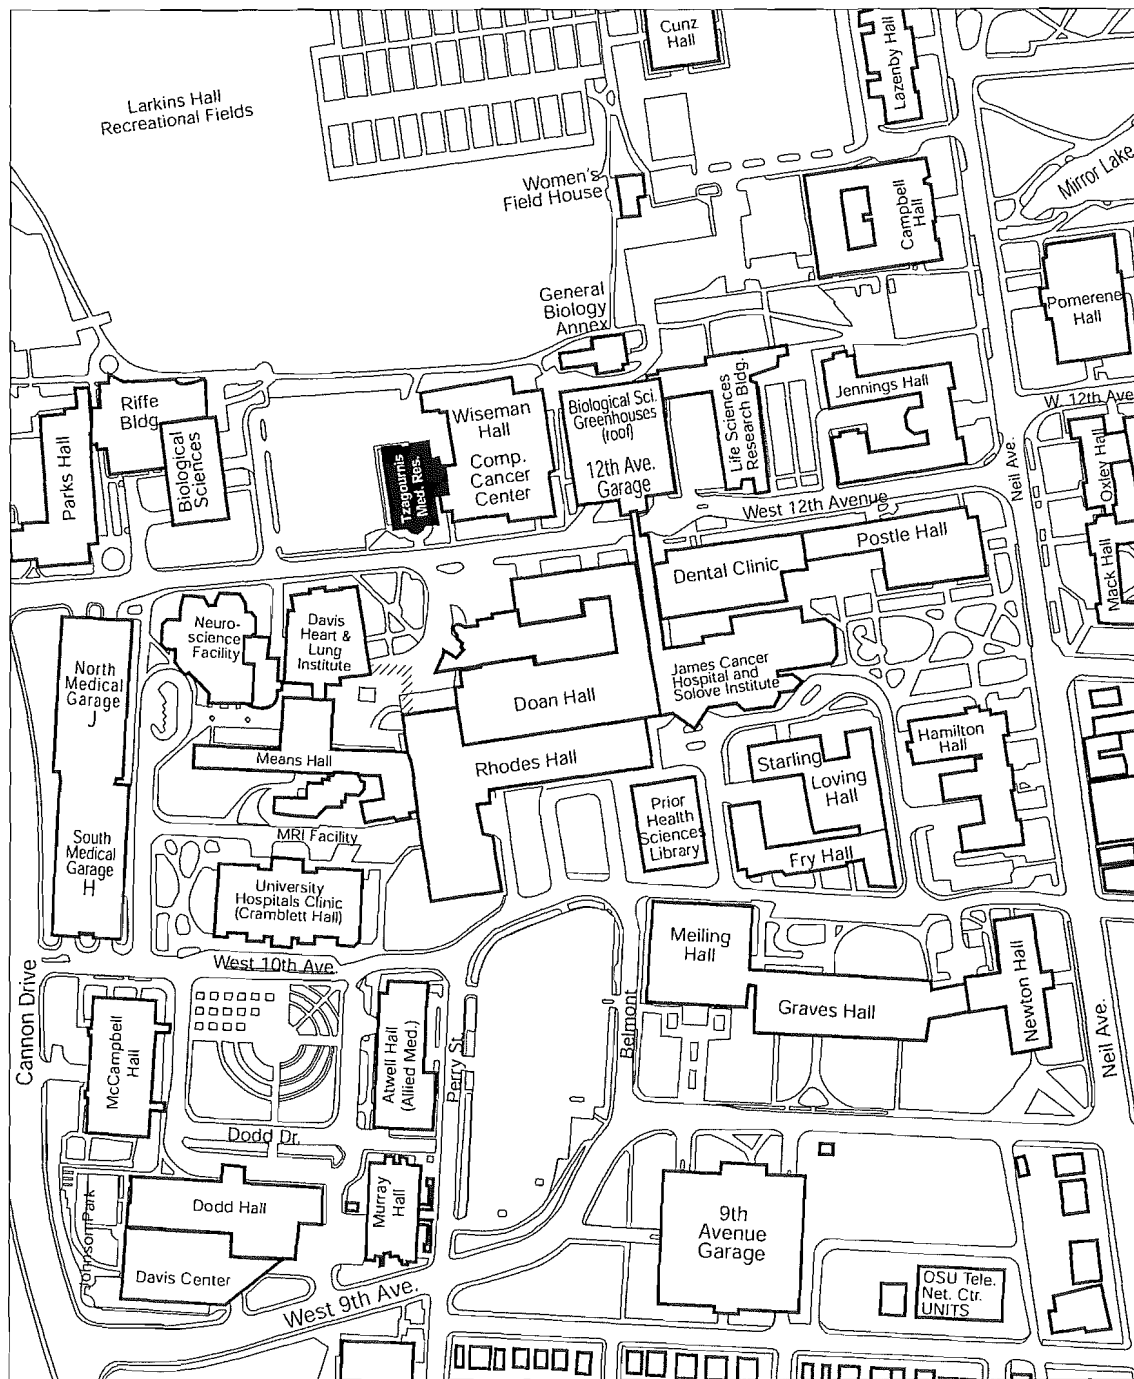 Cunz
Hall
Lazenby Hall
Larkins Hall
Recreational Fields
Women's
Field House
Campbell
Hall
Mirror Lake
General
Biology
Annex
Pomerene
Hall
Riffe
Bldg.
Parks Hall
Biological
Sciences
Wiseman
Hall
Comp.
Cancer
Center
Tzagournis
Med. Res.
Biological Sci.
Greenhouses
(roof)
12th Ave.
Garage
Life Sciences
Research Bldg.
Jennings Hall
W. 12th Ave
Neil Ave.
Oxley Hall
Mack Hall
West 12th Avenue
Postle Hall
Dental Clinic
Neuro-
science
Facility
Davis
Heart &
Lung
Institute
North
Medical
Garage
J
James Cancer
Hospital and
Solove Institute
Doan Hall
Means Hall
Rhodes Hall
Hamilton
Hall
Starling
Loving
Hall
Prior
Health
Sciences
Library
MRI Facility
South
Medical
Garage
H
Fry Hall
University
Hospitals Clinic
(Cramblett Hall)
West 10th Ave.
Meiling
Hall
Graves Hall
Newton Hall
Cannon Drive
McCampbell
Hall
Atwell Hall
(Allied Med.)
Perry St.
Belmont
Neil Ave.
Dodd Dr.
Dodd Hall
Murray
Hall
Johnson Park
Davis Center
9th
Avenue
Garage
West 9th Ave.
OSU Tele.
Net. Ctr.
UNITS